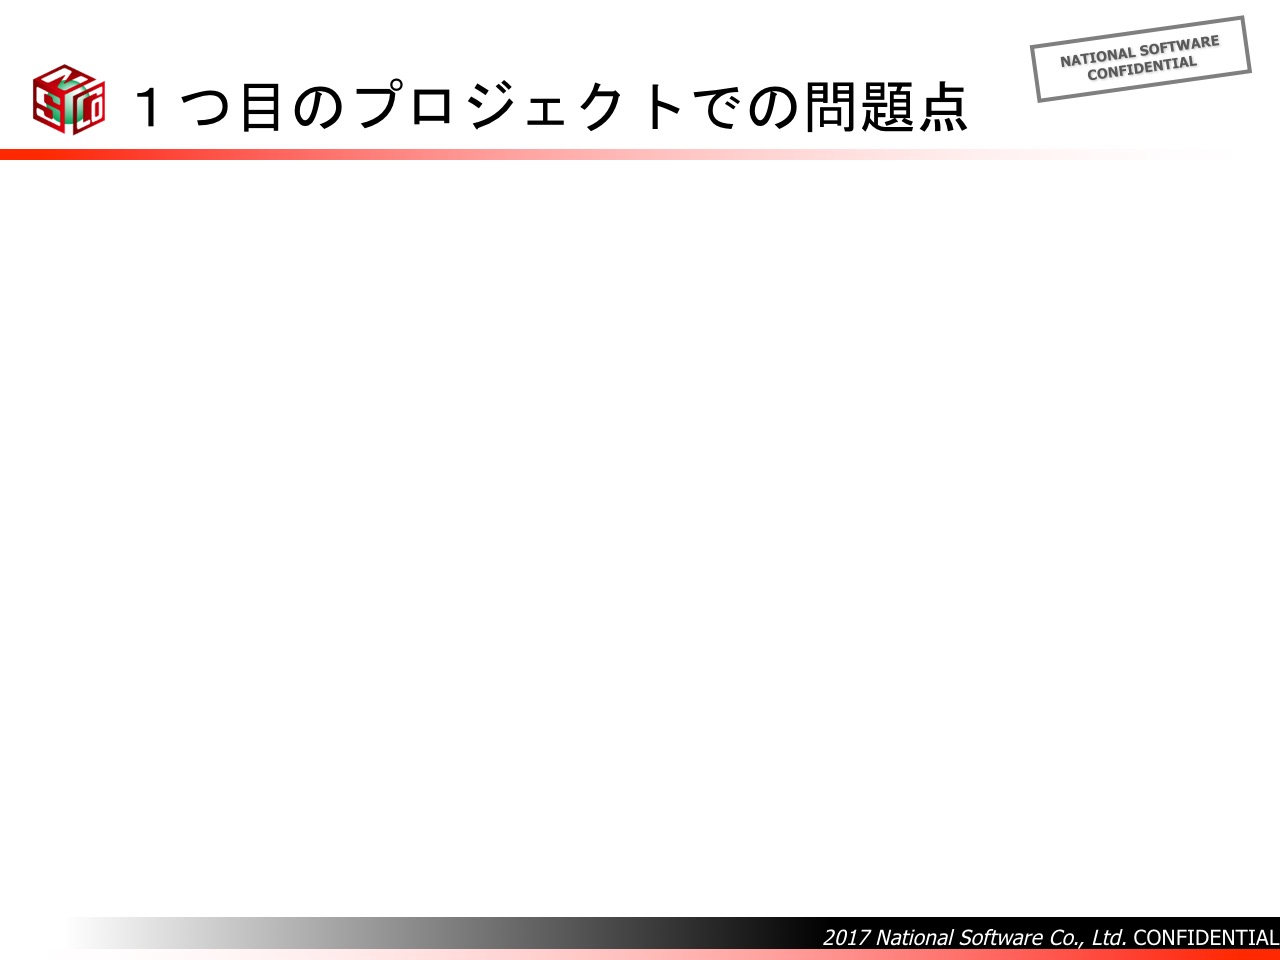 NATIONAL SOFTWARE
CONFIDENTIAL
１つ目のプロジェクトでの問題点
2017 National Software Co., Ltd. CONFIDENTIAL